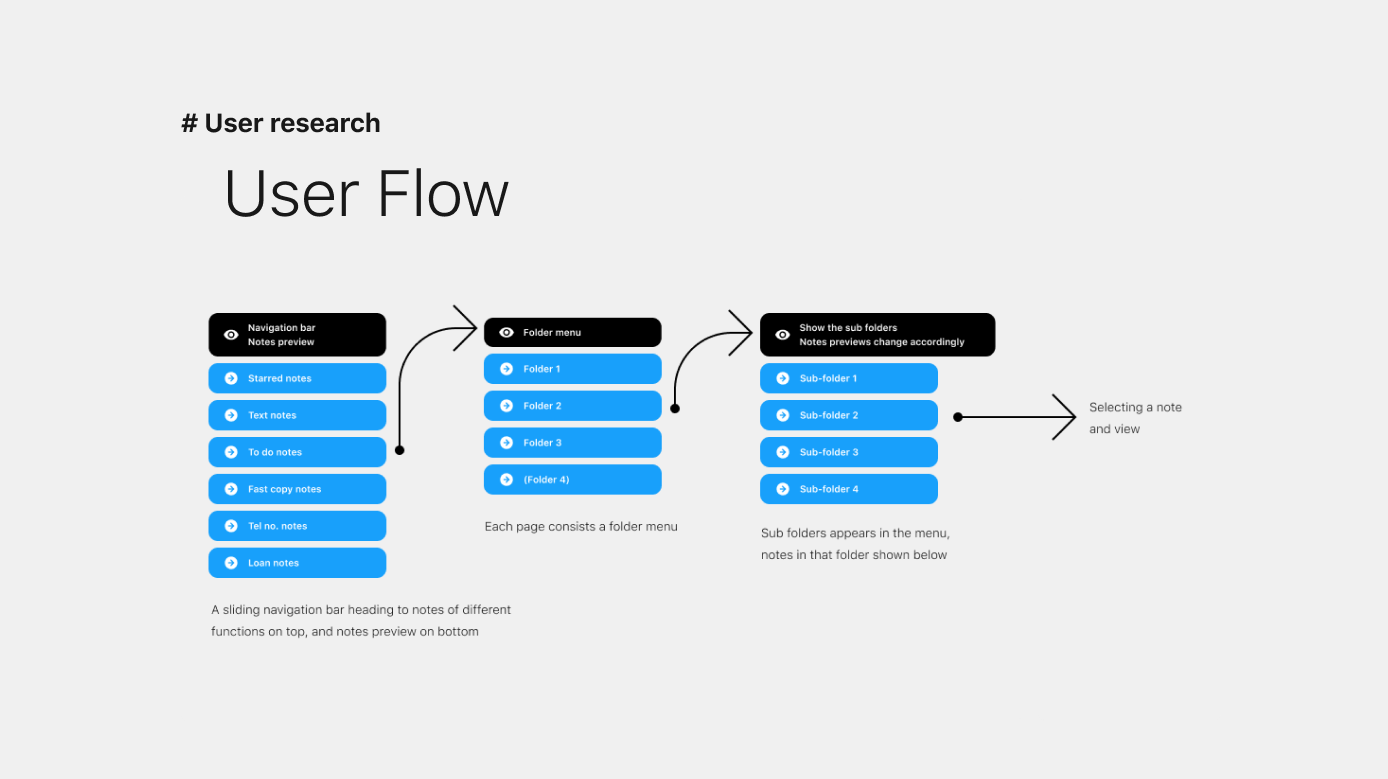 # User research
User Flow
Navigation bar
Notes preview
Starred notes
Text notes
To do notes
Fast copy notes
Tel no. notes
Loan notes
A sliding navigation bar heading to notes of different
functions on top, and notes preview on bottom
Folder menu
Folder 1
Folder 2
Folder 3
(Folder 4)
Each page consists a folder menu
Show the sub folders
Notes previews change accordingly
Sub-folder 1
Sub-folder 2
Sub-folder 3
Sub-folder 4
Sub folders appears in the menu,
notes in that folder shown below
Selecting a note
and view